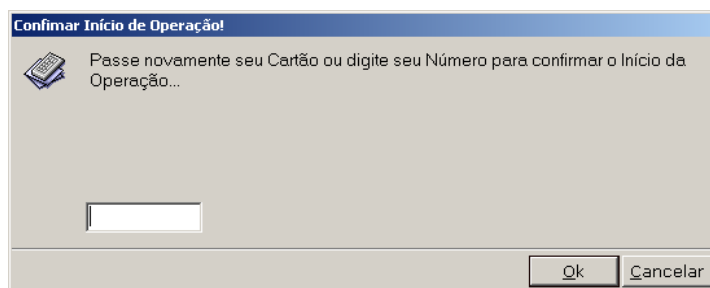 Confimar Início de Operação!
Passe novamente seu Cartão ou digite seu Número para confirmar o Início da
Operação...
Ok
Cancelar